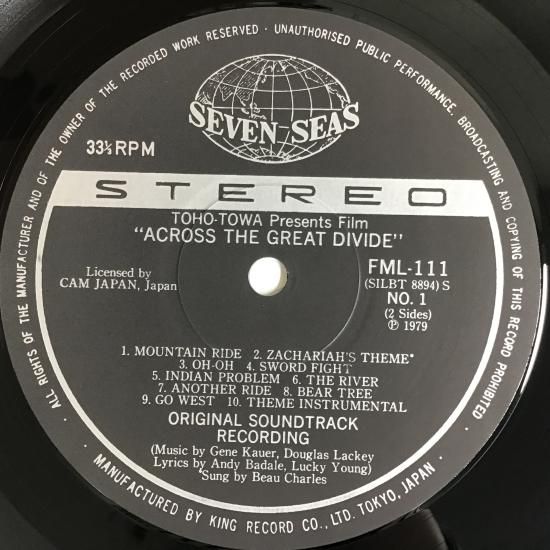 · ALL RIGHTS OF THE MANUFACTURER AND OF THE OWNER OF THE RECORDED WORK RESERVED · UNAUTHORISED PUBLIC PERFORMANCE, BROADCASTING AND COPYING OF THIS RECORD PROHIBITED ·
SEVEN SEAS
33⅓RPM
STEREO
TOHO-TOWA Presents Film
"ACROSS THE GREAT DIVIDE"
Licensed by
CAM JAPAN, Japan
FML-111
(SILBT 8894) S
NO. 1
(2 Sides)
Ⓟ 1979
1. MOUNTAIN RIDE 2. ZACHARIAH'S THEME*
3. OH-OH 4. SWORD FIGHT
5. INDIAN PROBLEM 6. THE RIVER
7. ANOTHER RIDE 8. BEAR TREE
9. GO WEST 10. THEME INSTRUMENTAL
ORIGINAL SOUNDTRACK
RECORDING
(Music by Gene Kauer, Douglas Lackey
Lyrics by Andy Badale, Lucky Young)
*Sung by Beau Charles
MANUFACTURED BY KING RECORD CO., LTD. TOKYO, JAPAN